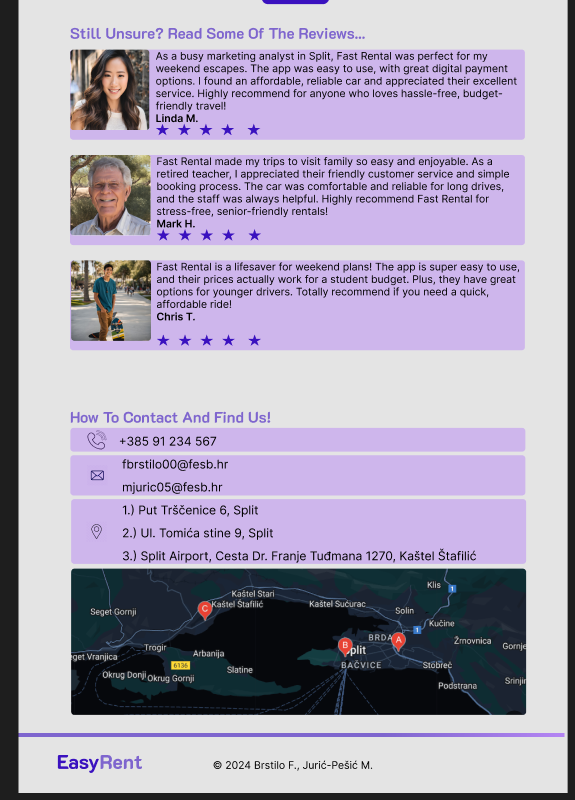 Still Unsure? Read Some Of The Reviews...
As a busy marketing analyst in Split, Fast Rental was perfect for my
weekend escapes. The app was easy to use, with great digital payment
options. I found an affordable, reliable car and appreciated their excellent
service. Highly recommend for anyone who loves hassle-free, budget-
friendly travel!
Linda M.
Fast Rental made my trips to visit family so easy and enjoyable. As a
retired teacher, I appreciated their friendly customer service and simple
booking process. The car was comfortable and reliable for long drives,
and the staff was always helpful. Highly recommend Fast Rental for
stress-free, senior-friendly rentals!
Mark H.
Fast Rental is a lifesaver for weekend plans! The app is super easy to use,
and their prices actually work for a student budget. Plus, they have great
options for younger drivers. Totally recommend if you need a quick,
affordable ride!
Chris T.
How To Contact And Find Us!
+385 91 234 567
fbrstilo00@fesb.hr
mjuric05@fesb.hr
1.) Put Trščenice 6, Split
2.) Ul. Tomića stine 9, Split
3.) Split Airport, Cesta Dr. Franje Tuđmana 1270, Kaštel Štafilić
Klis
1
Kaštel Stari
C
Kaštel Štafilić
Kaštel Sućurac
Solin
Seget Gornji
Kučine
1
BRDA
A
Žrnovica
Gornje
Trogir
Arbanija
B
Split
get Vranjica
6136
Slatine
BAČVICE
Stobreč
Okrug Donji
Okrug Gornji
Podstrana
Srinjin
EasyRent
© 2024 Brstilo F., Jurić-Pešić M.